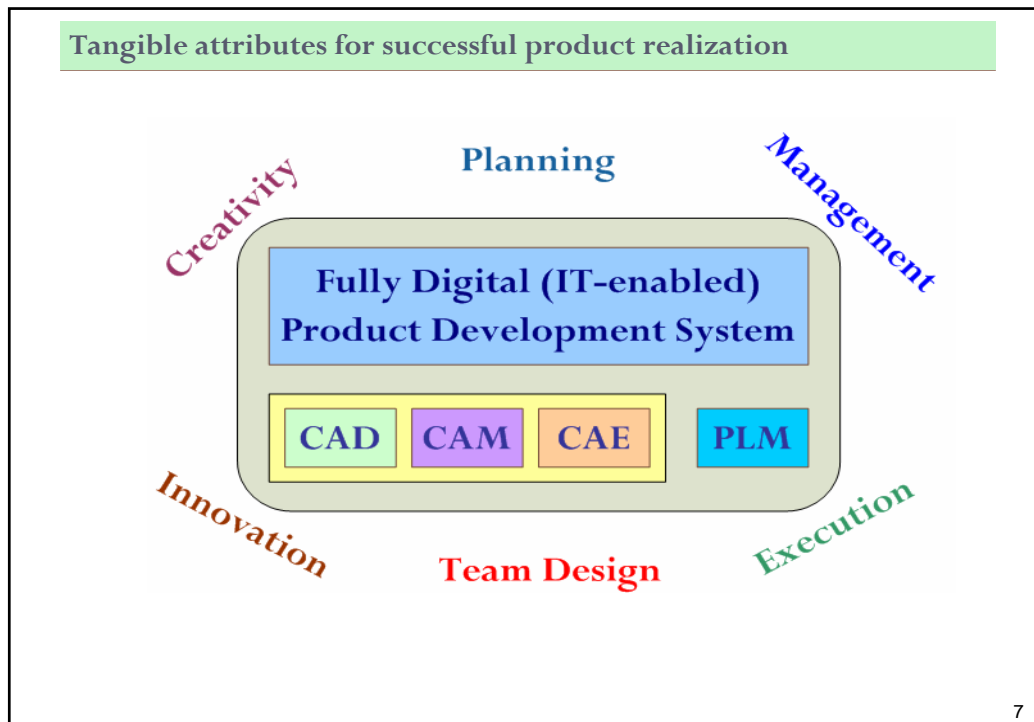 Tangible attributes for successful product realization
Creativity
Planning
Management
Fully Digital (IT-enabled)
Product Development System
CAD CAM CAE PLM
Innovation
Team Design
Execution
7